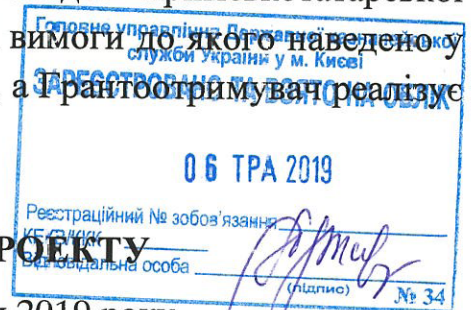 татарської
Головне управління Державної казначейської
вимоги до якого наведено у
служби України у м. Києві
ЗАРЕЄСТРОВАНО ТА ВЗЯТО НА ОБЛІК
а Грантоотримувач реалізує
06 ТРА 2019
Реєстраційний № зобов'язання
КЕКВ/ККК
РОЕКТУ
Відповідальна особа
(підпис)
№ 34
2019 року